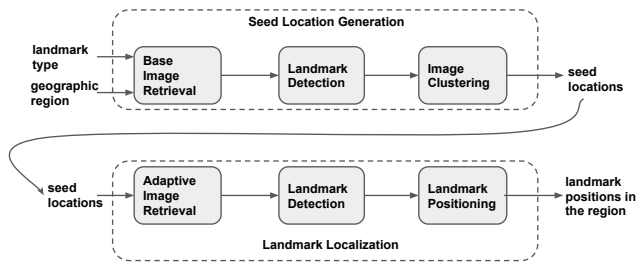 Seed Location Generation
landmark
type
geographic
region
Base
Image
Retrieval
Landmark
Detection
Image
Clustering
seed
locations
seed
locations
Adaptive
Image
Retrieval
Landmark
Detection
Landmark
Positioning
landmark
positions in
the region
Landmark Localization